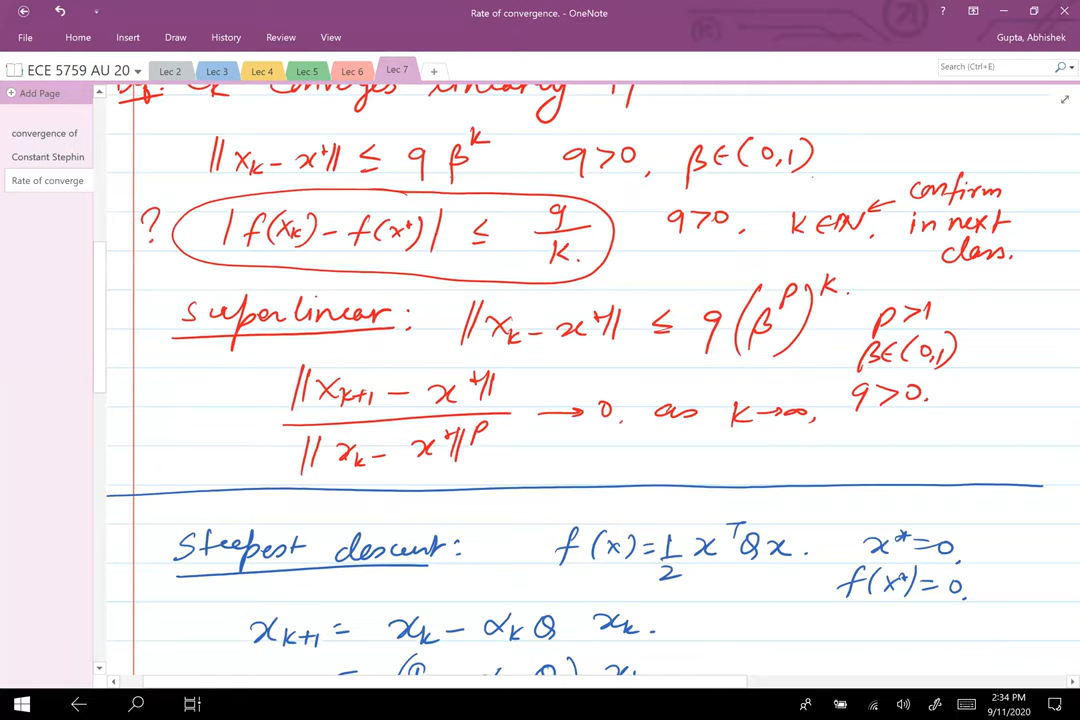 Rate of convergence. - OneNote
File Home Insert Draw History Review View Gupta, Abhishek
ECE 5759 AU 20 Lec 2 Lec 3 Lec 4 Lec 5 Lec 6 Lec 7 Search (Ctrl+E)
Add Page
convergence of
Constant Stephin
Rate of converge
converges linearly if
||x_k - x*|| ≤ q β^k q>0, β∈(0,1)
? |f(x_k) - f(x*)| ≤ q/k. q>0, k∈ℕ. ← confirm in next class.
Superlinear: ||x_k - x*|| ≤ q(β^p)^k. p>1 β∈(0,1) q>0.
||x_{k+1} - x*|| / ||x_k - x*||^p → 0, as k→∞,
Steepest descent: f(x) = 1/2 x^T Q x. x*=0, f(x*)=0.
x_{k+1} = x_k - α_k Q x_k.
2:34 PM
9/11/2020